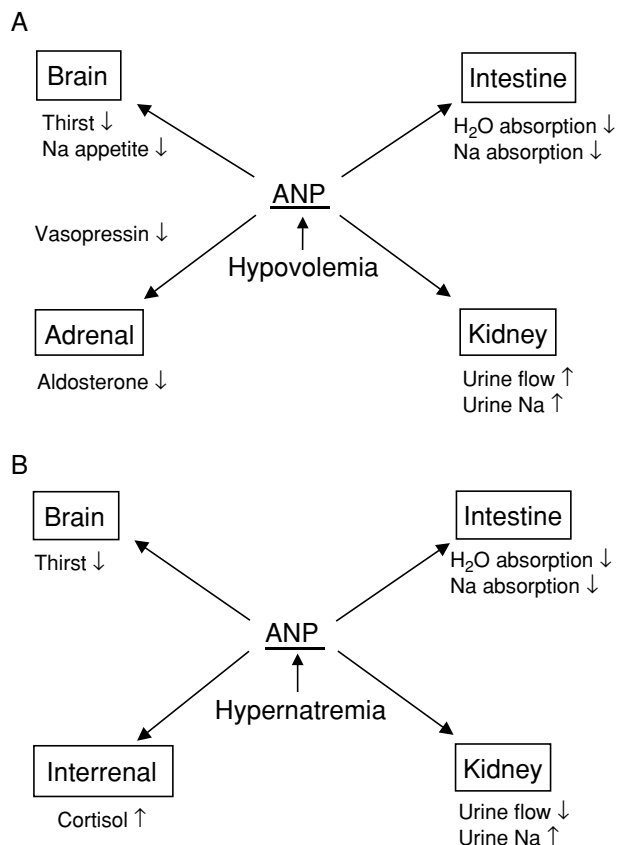 A
Brain
Intestine
Thirst ↓
Na appetite ↓
H₂O absorption ↓
Na absorption ↓
ANP
Vasopressin ↓
Hypovolemia
Adrenal
Kidney
Aldosterone ↓
Urine flow ↑
Urine Na ↑
B
Brain
Intestine
Thirst ↓
H₂O absorption ↓
Na absorption ↓
ANP
Hypernatremia
Interrenal
Kidney
Cortisol ↑
Urine flow ↓
Urine Na ↑